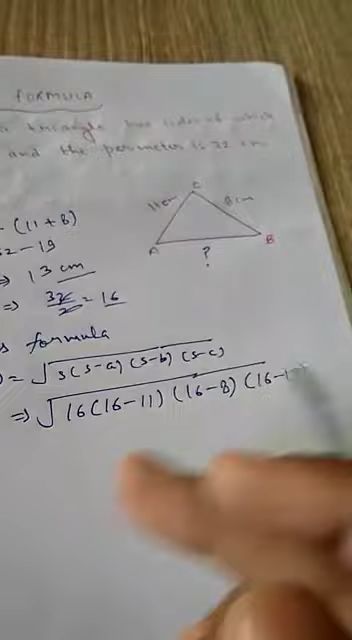 FORMULA
a triangle two sides of which
and the perimeter is 32 cm
C
11cm 8cm
A B
?
- (11+8)
32-19
⇒ 13 cm
⇒ 32/2 = 16
s formula
= √s(s-a) (s-b) (s-c)
⇒ √16(16-11) (16-8) (16-